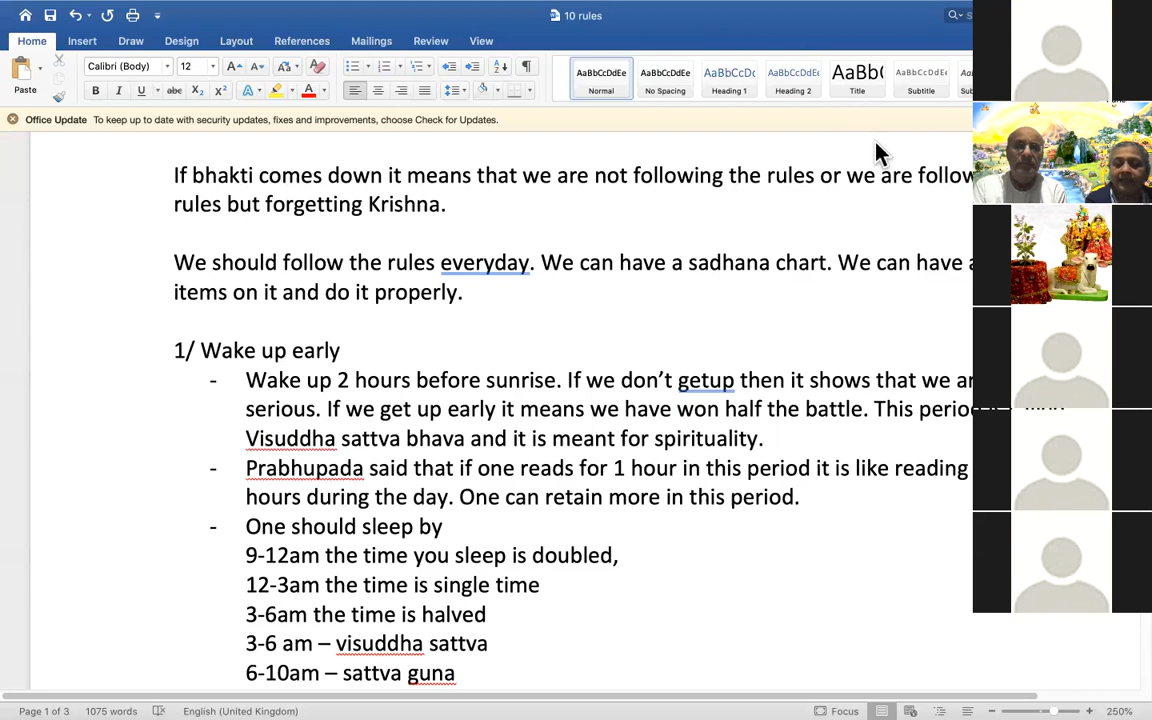 10 rules
Home Insert Draw Design Layout References Mailings Review View
Paste Calibri (Body) 12 AaBbCcDdEe AaBbCcDdEe AaBbCcDc AaBbCcDdEe AaBb( AaBbCcDdEe
Normal No Spacing Heading 1 Heading 2 Title Subtitle
Office Update To keep up to date with security updates, fixes and improvements, choose Check for Updates.
If bhakti comes down it means that we are not following the rules or we are follow
rules but forgetting Krishna.
We should follow the rules everyday. We can have a sadhana chart. We can have
items on it and do it properly.
1/ Wake up early
- Wake up 2 hours before sunrise. If we don't getup then it shows that we
serious. If we get up early it means we have won half the battle. This period
Visuddha sattva bhava and it is meant for spirituality.
- Prabhupada said that if one reads for 1 hour in this period it is like reading
hours during the day. One can retain more in this period.
- One should sleep by
9-12am the time you sleep is doubled,
12-3am the time is single time
3-6am the time is halved
3-6 am – visuddha sattva
6-10am – sattva guna
Page 1 of 3 1075 words English (United Kingdom) Focus 250%